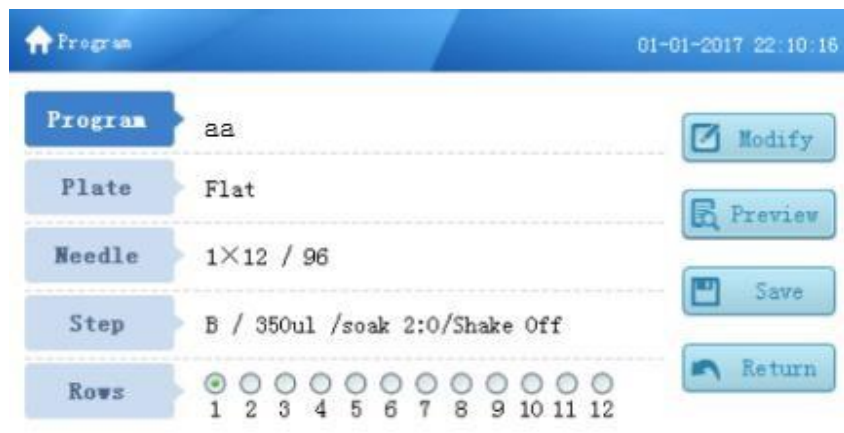 Program 01-01-2017 22:10:16
Program aa
Modify
Plate Flat
Preview
Needle 1×12 / 96
Save
Step B / 350ul /soak 2:0/Shake Off
Return
Rows
1 2 3 4 5 6 7 8 9 10 11 12